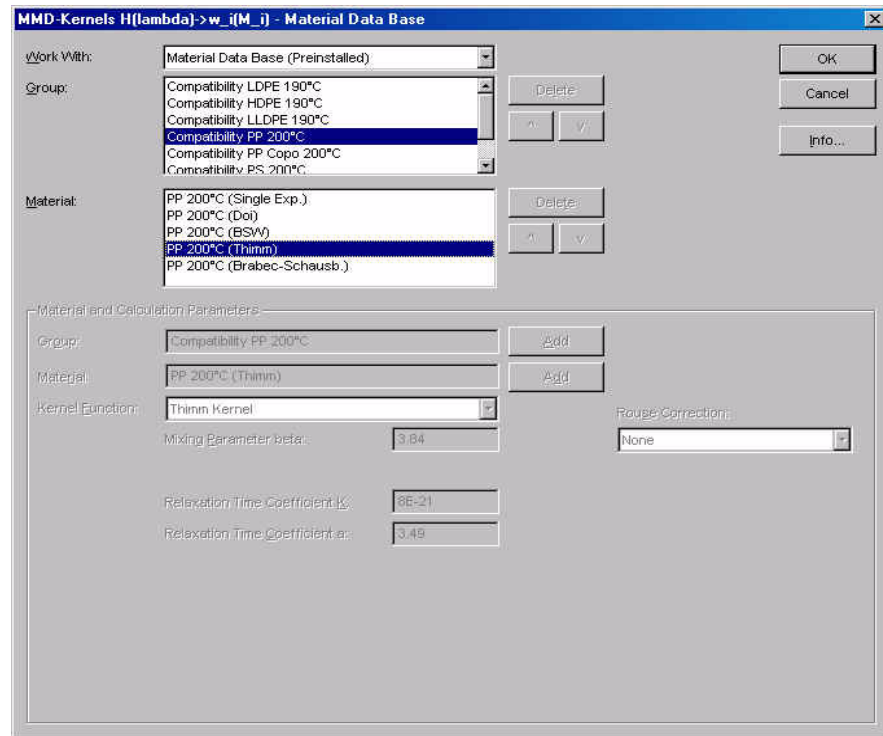 MMD-Kernels H(lambda)->w_i(M_i) - Material Data Base
Work With:
Material Data Base (Preinstalled)
OK
Group:
Compatibility LDPE 190°C
Compatibility HDPE 190°C
Compatibility LLDPE 190°C
Compatibility PP 200°C
Compatibility PP Copo 200°C
Compatibility PS 200°C
Delete
Cancel
^
v
Info...
Material:
PP 200°C (Single Exp.)
PP 200°C (Doi)
PP 200°C (BSW)
PP 200°C (Thimm)
PP 200°C (Brabec-Schausb.)
Delete
^
v
Material and Calculation Parameters
Group:
Compatibility PP 200°C
Add
Material:
PP 200°C (Thimm)
Add
Kernel Function:
Thimm Kernel
Rouse Correction:
None
Mixing Parameter beta:
3.84
Relaxation Time Coefficient K:
8E-21
Relaxation Time Coefficient a:
3.49